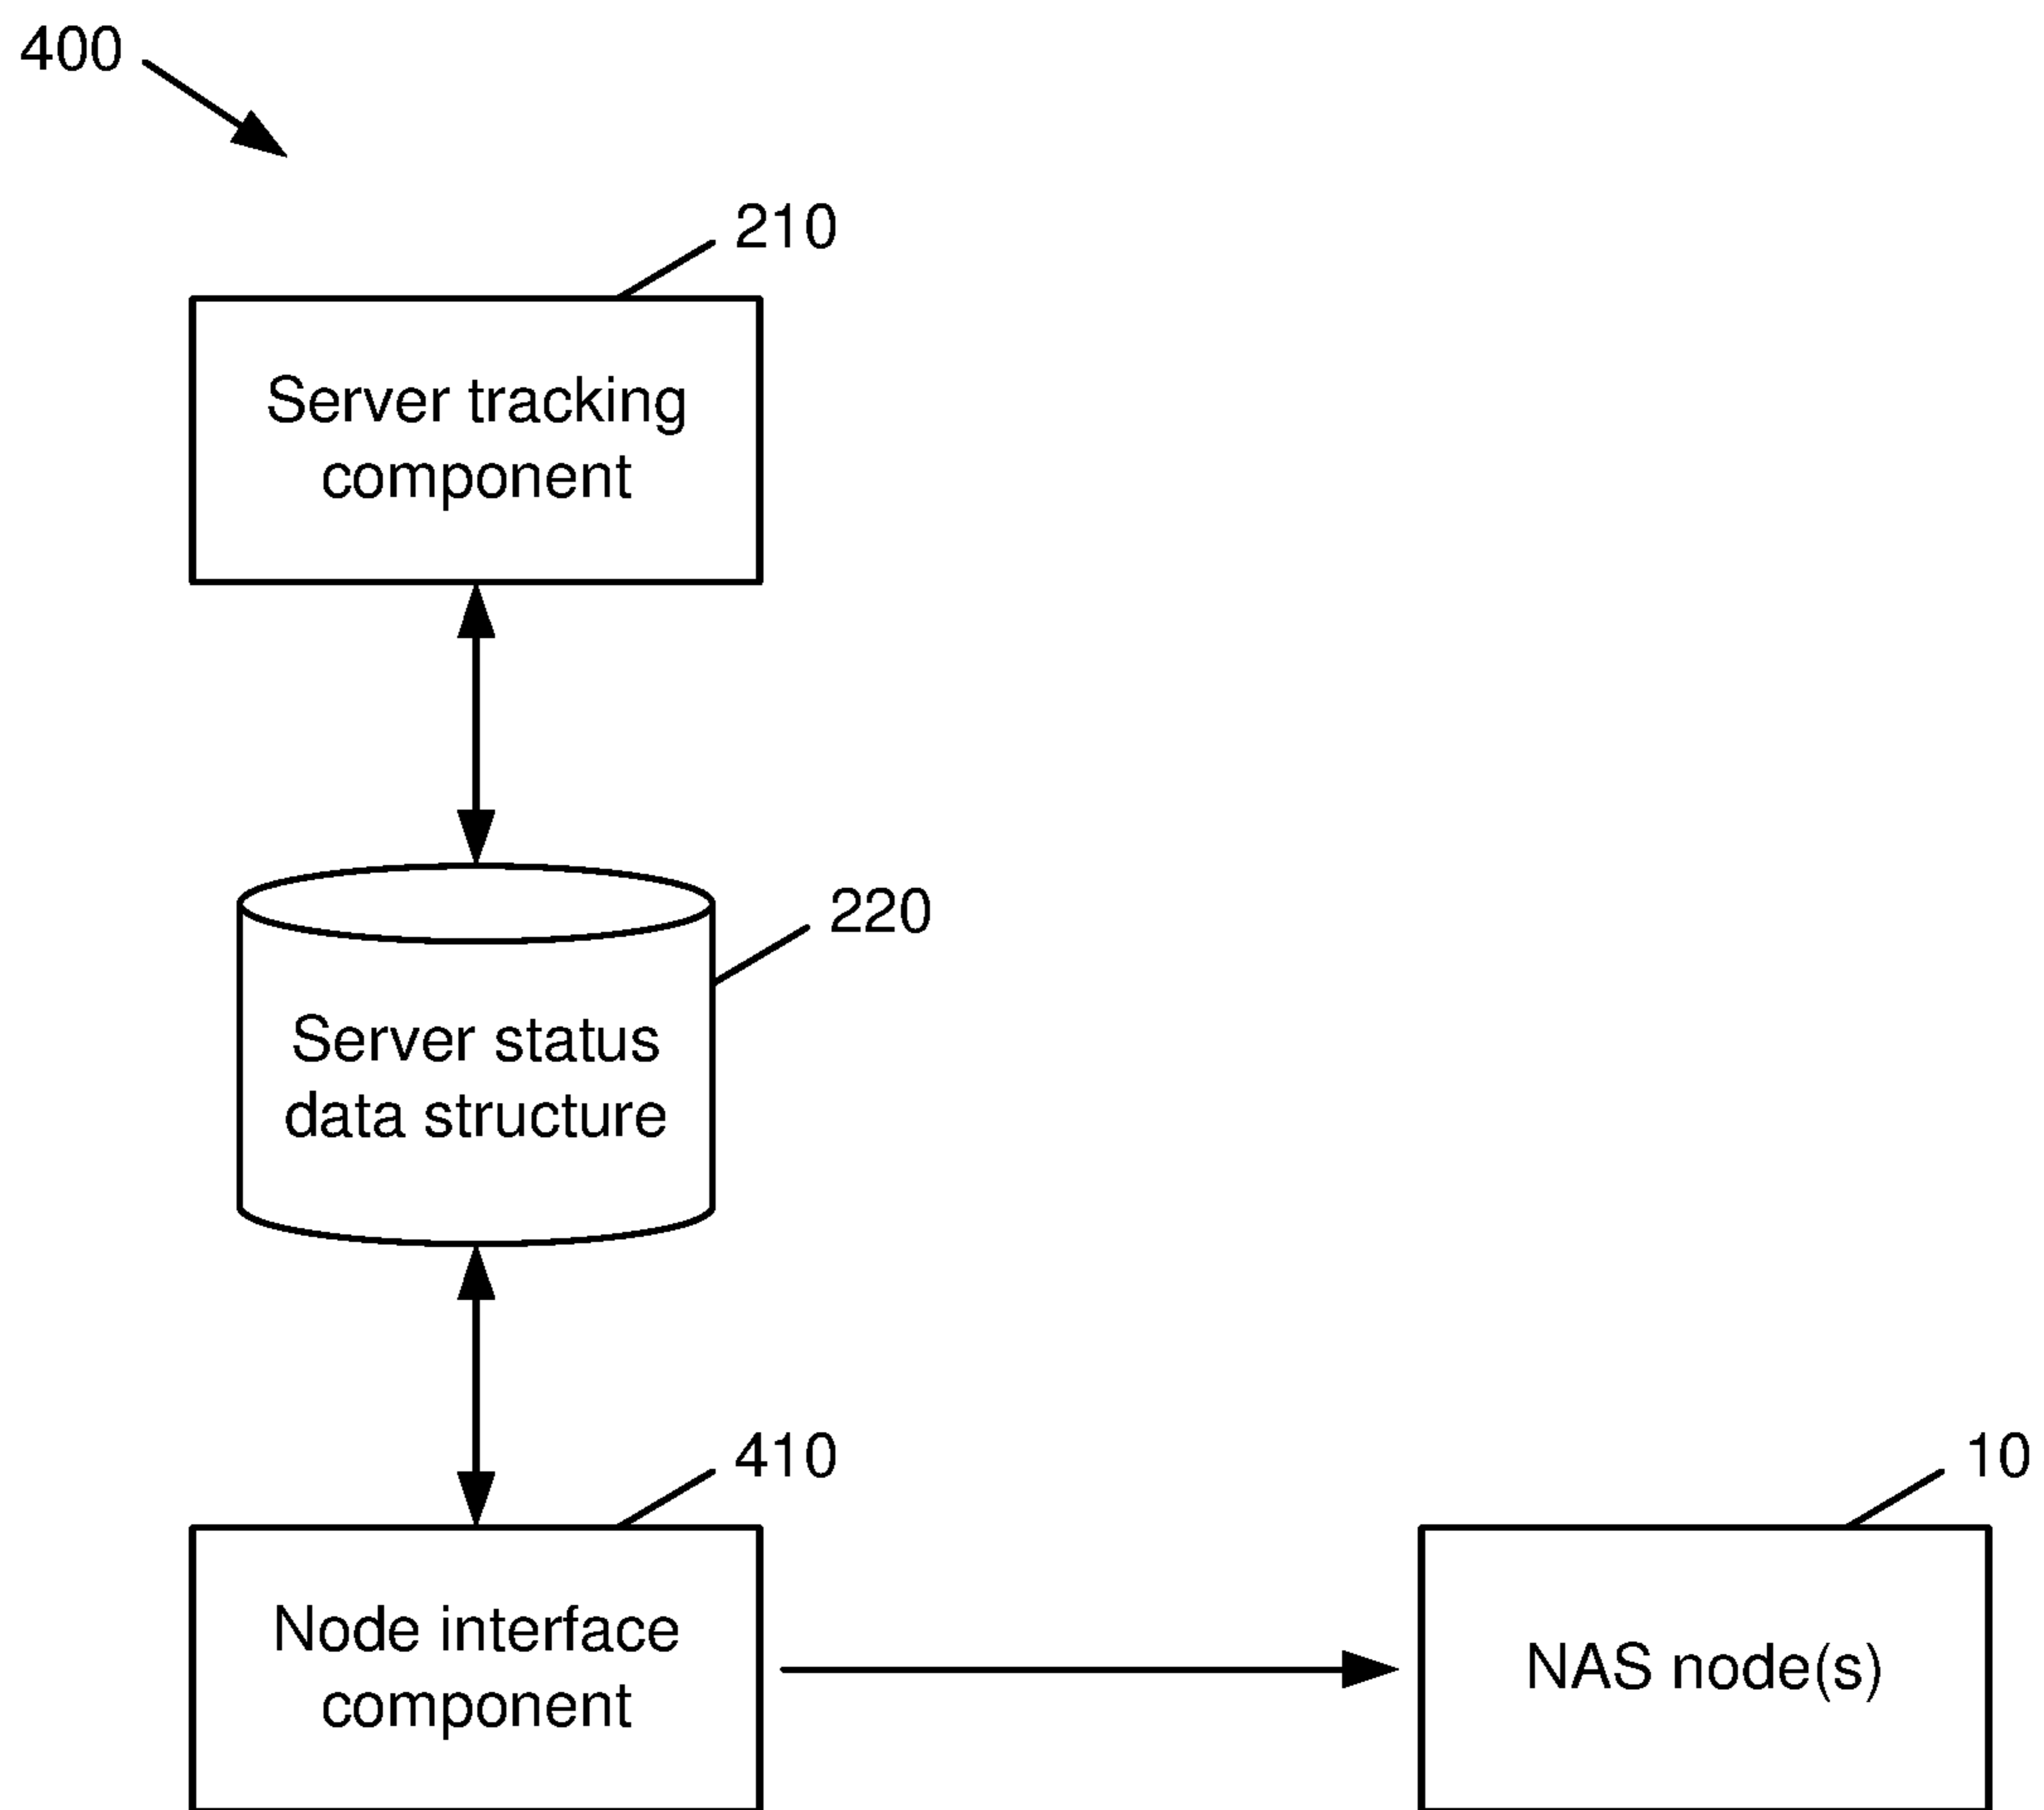 400
210
Server tracking
component
220
Server status
data structure
410
Node interface
component
10
NAS node(s)